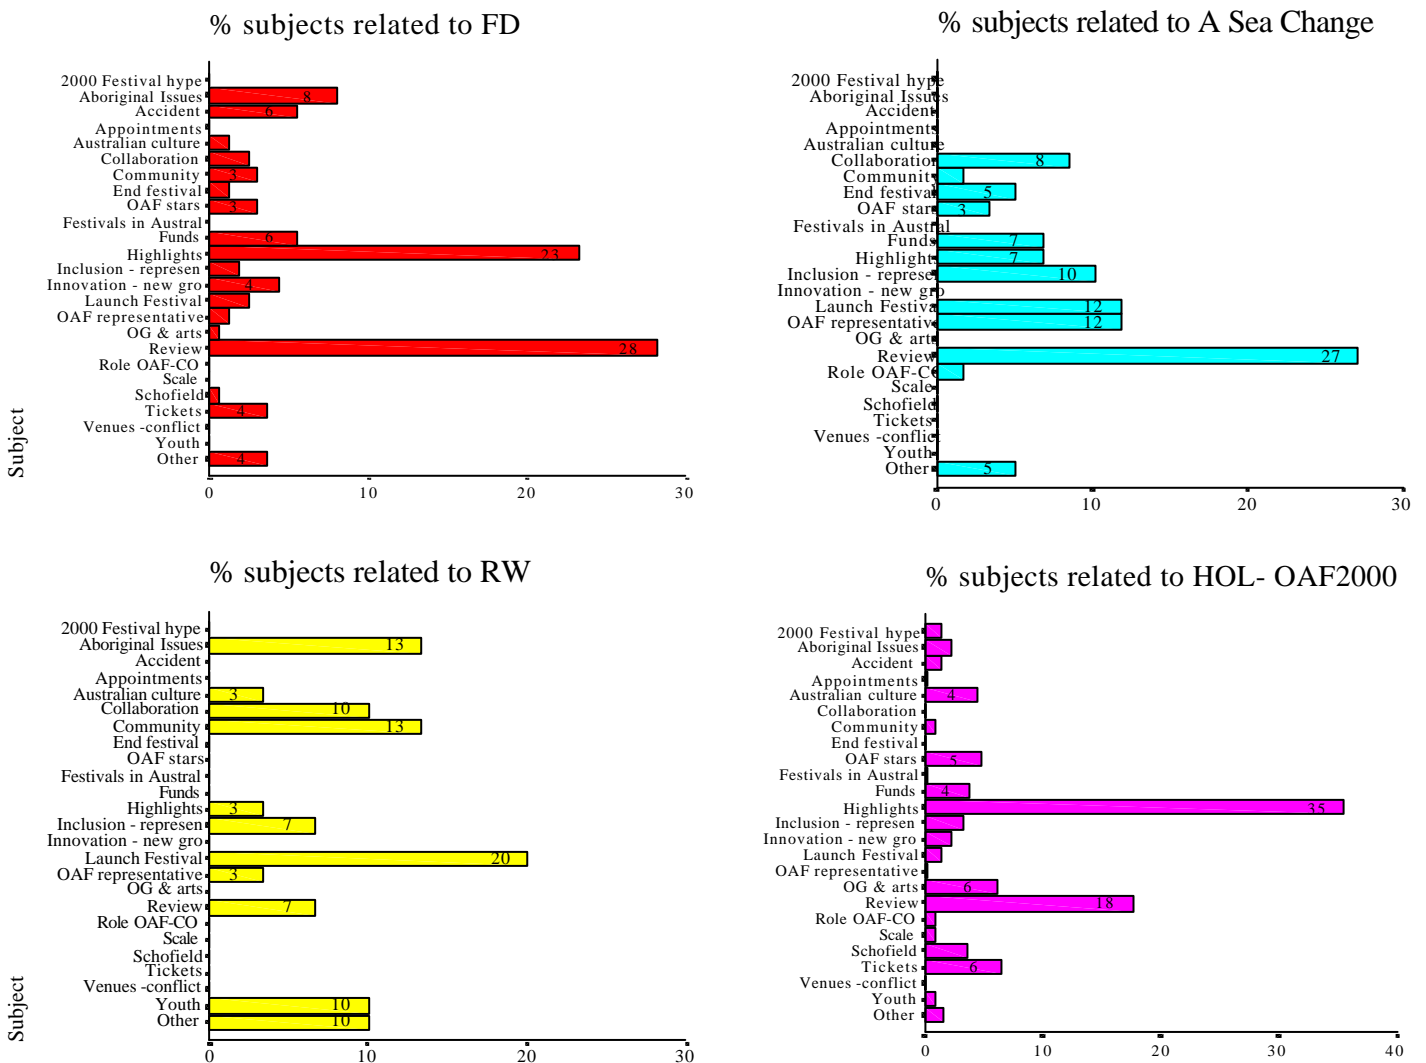 % subjects related to FD
2000 Festival hype
Aboriginal Issues 8
Accident 6
Appointments
Australian culture
Collaboration
Community 3
End festival
OAF stars 3
Festivals in Austral
Funds 6
Highlights 23
Inclusion - represen
Innovation - new gro 4
Launch Festival
OAF representative
OG & arts
Review 28
Role OAF-CO
Scale
Schofield
Tickets 4
Venues -conflict
Youth
Other 4
Subject
0 10 20 30
% subjects related to A Sea Change
2000 Festival hype
Aboriginal Issues
Accident
Appointments
Australian culture
Collaboration 8
Community
End festival 5
OAF stars 3
Festivals in Austral
Funds 7
Highlights 7
Inclusion - represen 10
Innovation - new gro
Launch Festival 12
OAF representative 12
OG & arts
Review 27
Role OAF-CO
Scale
Schofield
Tickets
Venues -conflict
Youth
Other 5
0 10 20 30
% subjects related to RW
2000 Festival hype
Aboriginal Issues 13
Accident
Appointments
Australian culture 3
Collaboration 10
Community 13
End festival
OAF stars
Festivals in Austral
Funds
Highlights 3
Inclusion - represen 7
Innovation - new gro
Launch Festival 20
OAF representative 3
OG & arts
Review 7
Role OAF-CO
Scale
Schofield
Tickets
Venues -conflict
Youth 10
Other 10
Subject
0 10 20 30
% subjects related to HOL- OAF2000
2000 Festival hype
Aboriginal Issues
Accident
Appointments
Australian culture 4
Collaboration
Community
End festival
OAF stars 5
Festivals in Austral
Funds 4
Highlights 35
Inclusion - represen
Innovation - new gro
Launch Festival
OAF representative
OG & arts 6
Review 18
Role OAF-CO
Scale
Schofield
Tickets 6
Venues -conflict
Youth
Other
0 10 20 30 40